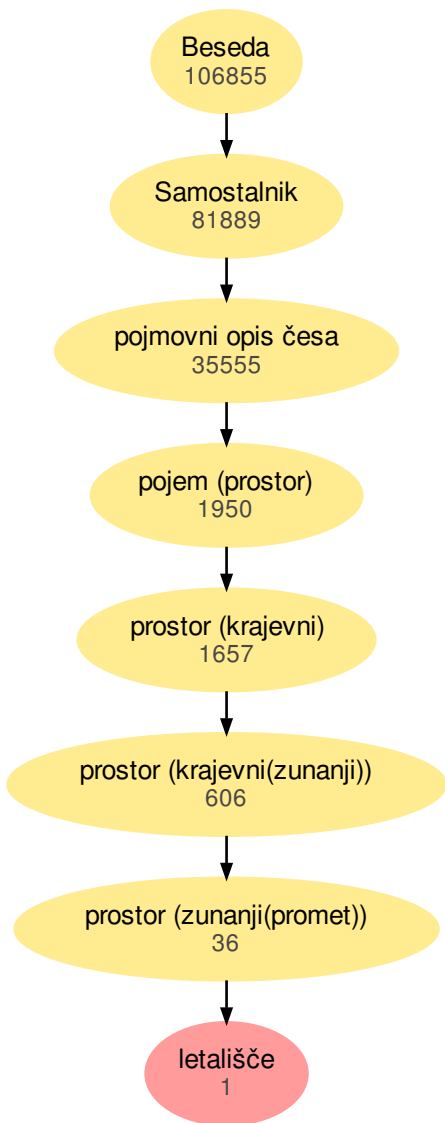 Beseda
106855
Samostalnik
81889
pojmovni opis česa
35555
pojem (prostor)
1950
prostor (krajevni)
1657
prostor (krajevni(zunanji))
606
prostor (zunanji(promet))
36
letališče
1